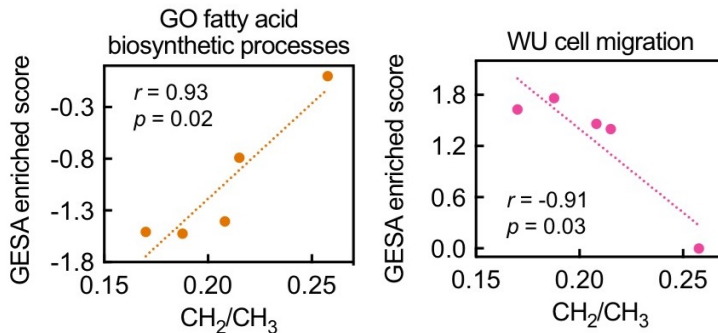 GO fatty acid
biosynthetic processes
GESA enriched score
-0.3
-0.8
-1.3
-1.8
r = 0.93
p = 0.02
0.15
0.20
0.25
CH₂/CH₃
WU cell migration
GESA enriched score
1.8
1.2
0.6
0.0
r = -0.91
p = 0.03
0.15
0.20
0.25
CH₂/CH₃